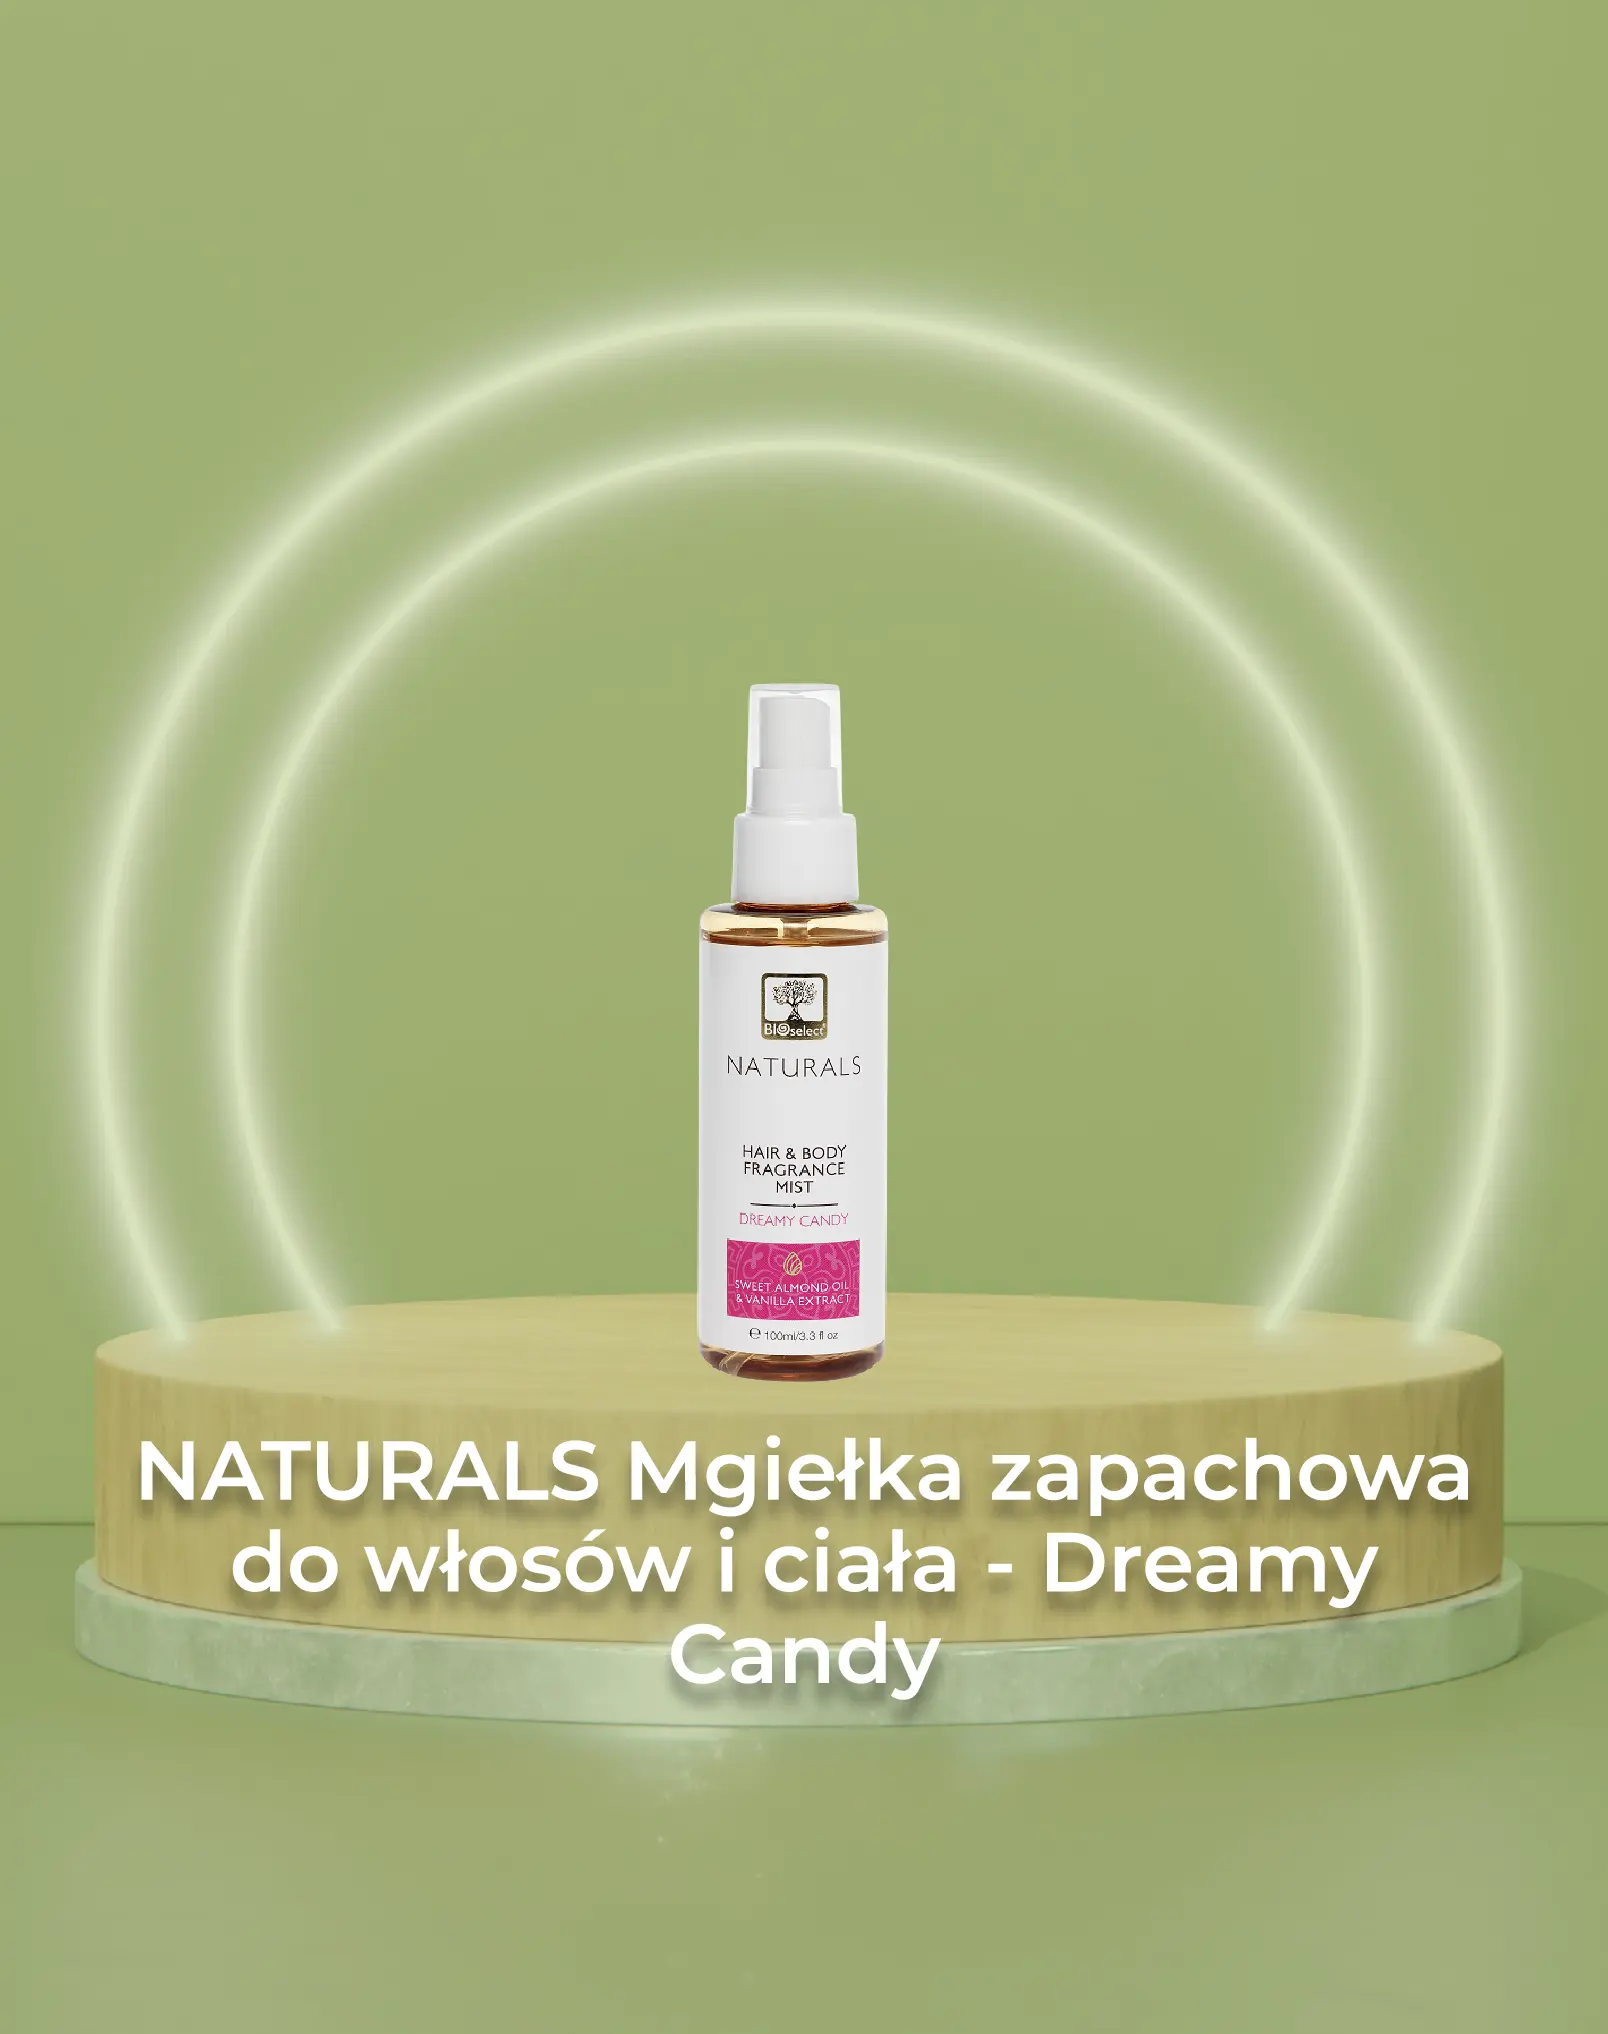 BIOselect®
NATURALS
HAIR & BODY
FRAGRANCE
MIST
DREAMY CANDY
SWEET ALMOND OIL
& VANILLA EXTRACT
℮ 100ml/3.3 fl oz
NATURALS Mgiełka zapachowa
do włosów i ciała - Dreamy
Candy